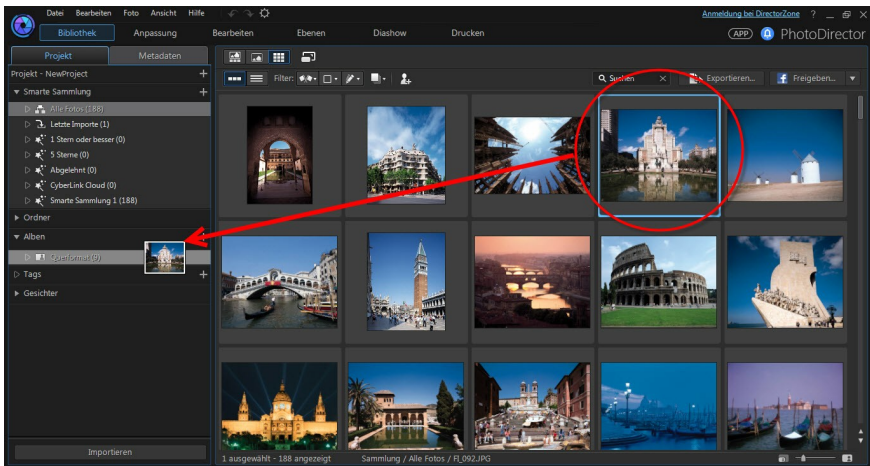 Datei Bearbeiten Foto Ansicht Hilfe
Anmeldung bei DirectorZone ?
Bibliothek Anpassung Bearbeiten Ebenen Diashow Drucken
APP PhotoDirector
Projekt Metadaten
Projekt - NewProject
Filter:
Suchen
Exportieren...
Freigeben...
Smarte Sammlung
Alle Fotos (188)
Letzte Importe (1)
1 Stern oder besser (0)
5 Sterne (0)
Abgelehnt (0)
CyberLink Cloud (0)
Smarte Sammlung 1 (188)
Ordner
Alben
Querformat (9)
Tags
Gesichter
Importieren
1 ausgewählt - 188 angezeigt Sammlung / Alle Fotos / FI_092.JPG